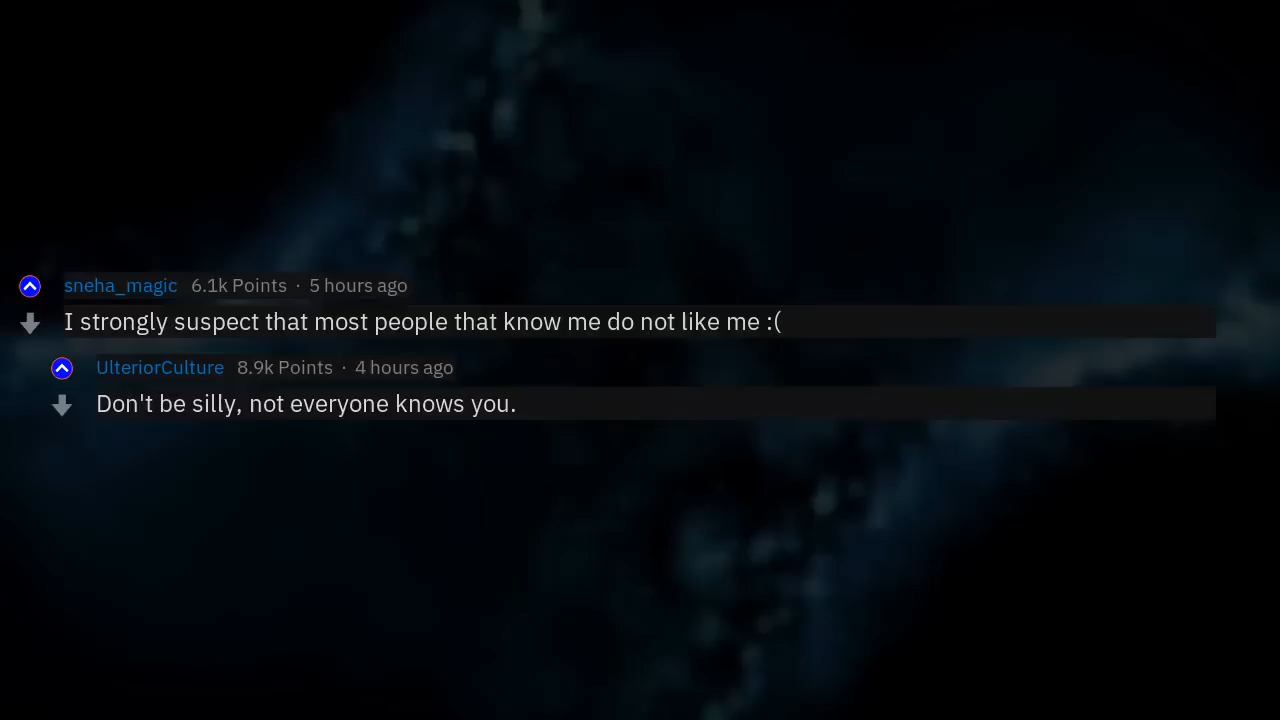 sneha_magic 6.1k Points · 5 hours ago
I strongly suspect that most people that know me do not like me :(
UlteriorCulture 8.9k Points · 4 hours ago
Don't be silly, not everyone knows you.